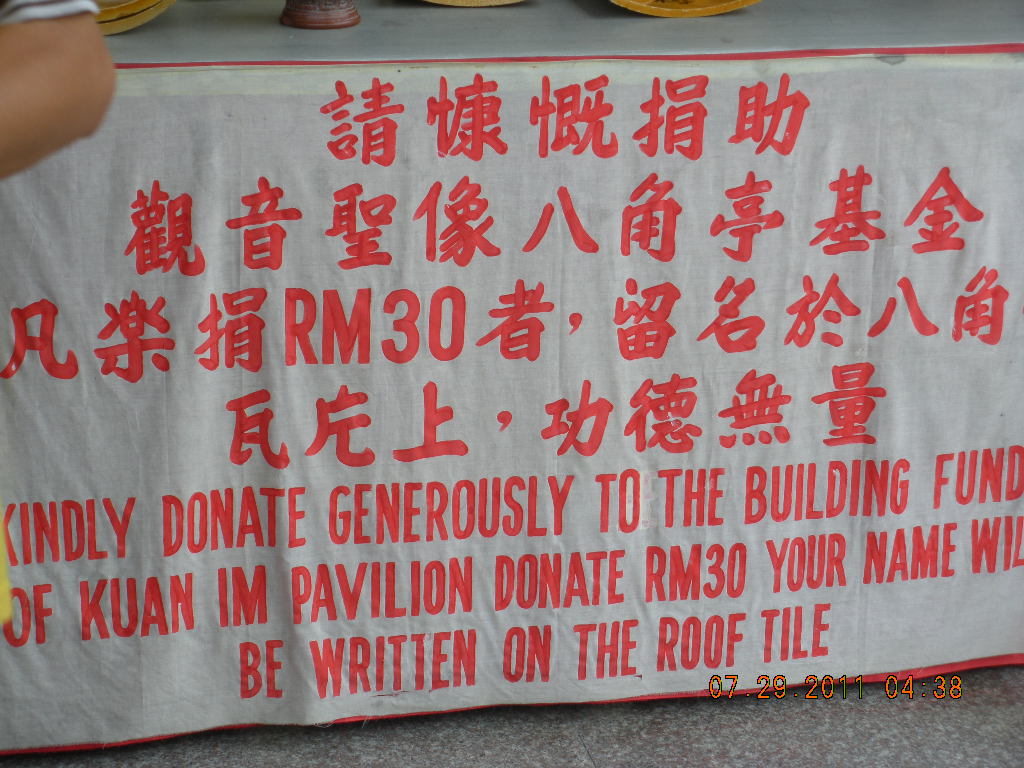 請慷慨捐助
觀音聖像八角亭基金
凡樂捐RM30者，留名於八角
瓦片上，功德無量
KINDLY DONATE GENEROUSLY TO THE BUILDING FUND
OF KUAN IM PAVILION DONATE RM30 YOUR NAME WIL
BE WRITTEN ON THE ROOF TILE
07.29.2011 04:38